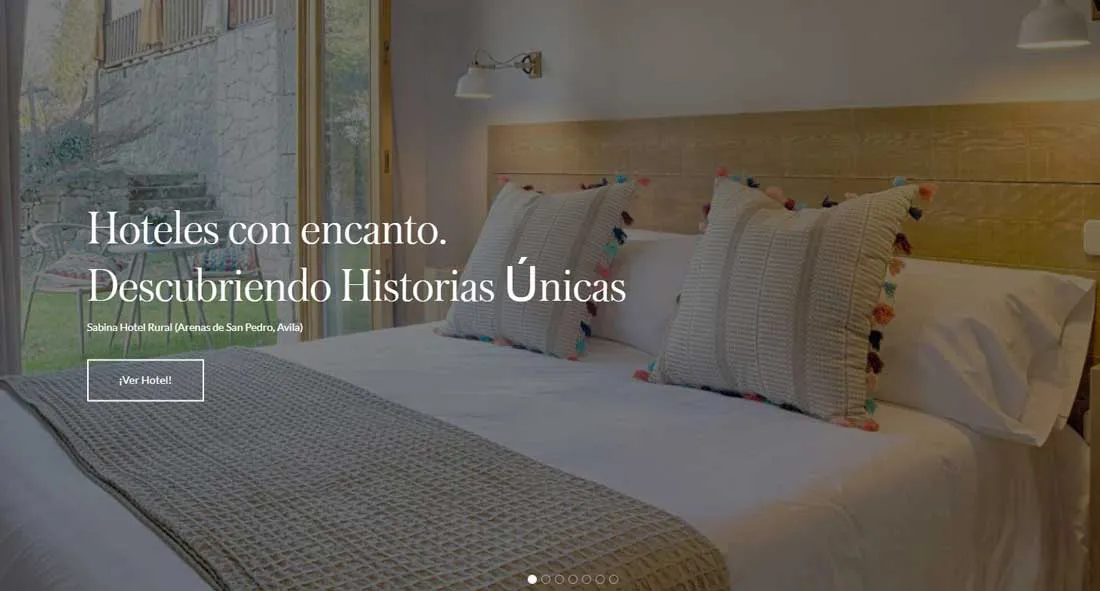 Hoteles con encanto.
Descubriendo Historias Únicas
Sabina Hotel Rural (Arenas de San Pedro, Avila)
¡Ver Hotel!